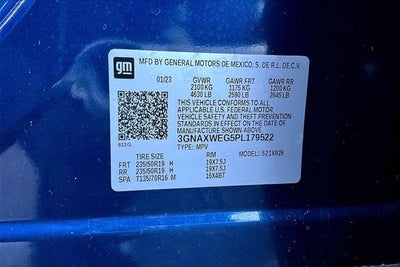 gm MFD BY GENERAL MOTORS DE MEXICO, S. DE R.L. DE C.V.
01/23 GVWR GAWR FRT GAWR RR
2100 KG 1175 KG 1200 KG
4630 LB 2590 LB 2645 LB
THIS VEHICLE CONFORMS TO ALL
APPLICABLE U.S. FEDERAL MOTOR
VEHICLE SAFETY AND THEFT PREVENTION
STANDARDS IN EFFECT ON THE DATE OF
MANUFACTURE SHOWN ABOVE.
3GNAXWEG5PL179522
611G TYPE: MPV
TIRE SIZE RIM MODEL: 521XR26
FRT 235/50R19 H 19X7.5J
RR 235/50R19 H 19X7.5J
SPA T135/70R16 M 16X4BT